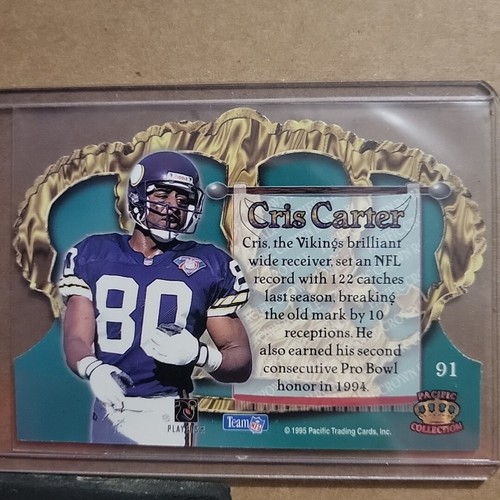 Cris Carter
Cris, the Vikings brilliant
wide receiver, set an NFL
record with 122 catches
last season, breaking
the old mark by 10
receptions. He
also earned his second
consecutive Pro Bowl
honor in 1994.
80
80
91
PACIFIC
COLLECTION
Team NFL
© 1995 Pacific Trading Cards, Inc.